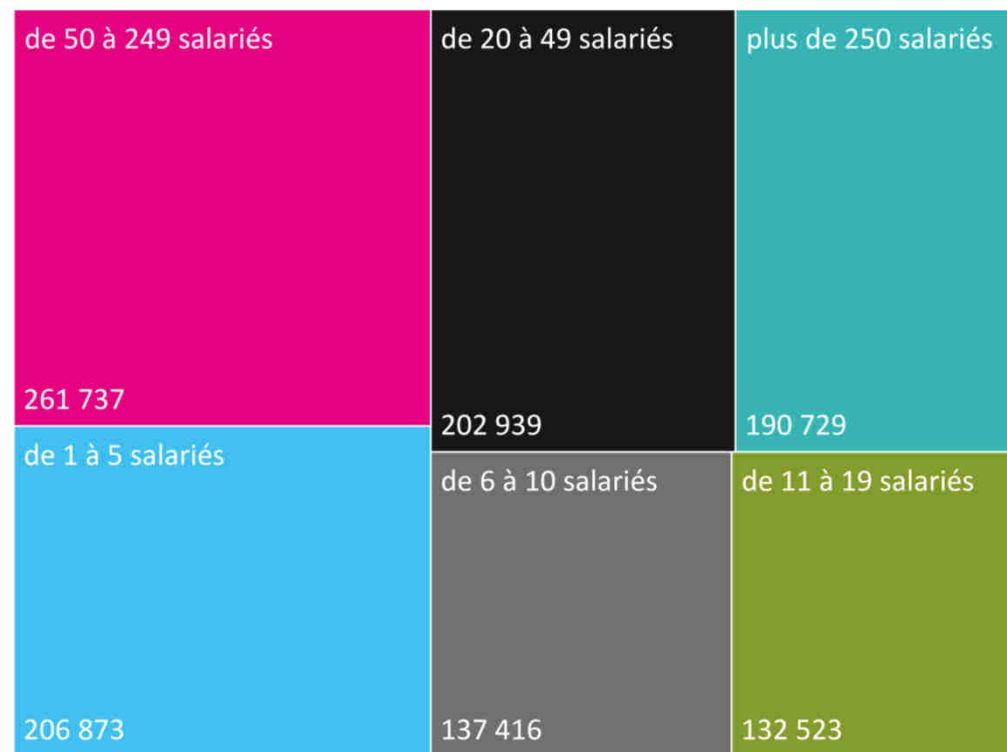 de 50 à 249 salariés
261 737
de 20 à 49 salariés
202 939
plus de 250 salariés
190 729
de 1 à 5 salariés
206 873
de 6 à 10 salariés
137 416
de 11 à 19 salariés
132 523